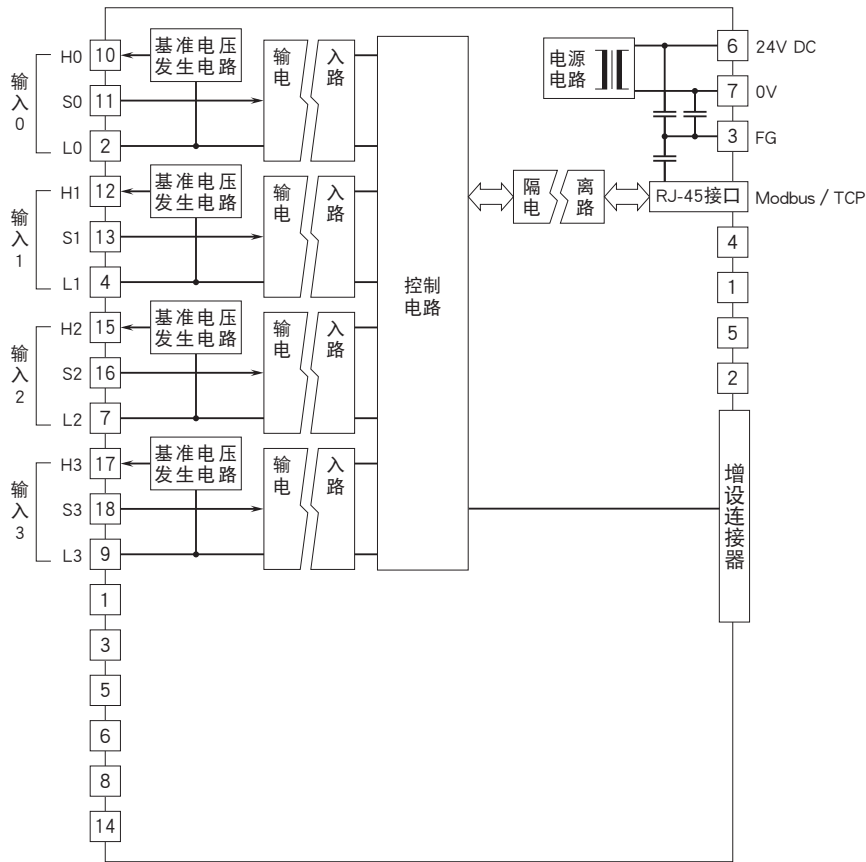 输入0
H0 10
S0 11
L0 2
基准电压
发生电路
输入
电路
输入1
H1 12
S1 13
L1 4
基准电压
发生电路
输入
电路
输入2
H2 15
S2 16
L2 7
基准电压
发生电路
输入
电路
输入3
H3 17
S3 18
L3 9
基准电压
发生电路
输入
电路
1
3
5
6
8
14
控制
电路
隔离
电路
电源
电路
6 24V DC
7 0V
3 FG
RJ-45接口 Modbus / TCP
4
1
5
2
增设连接器